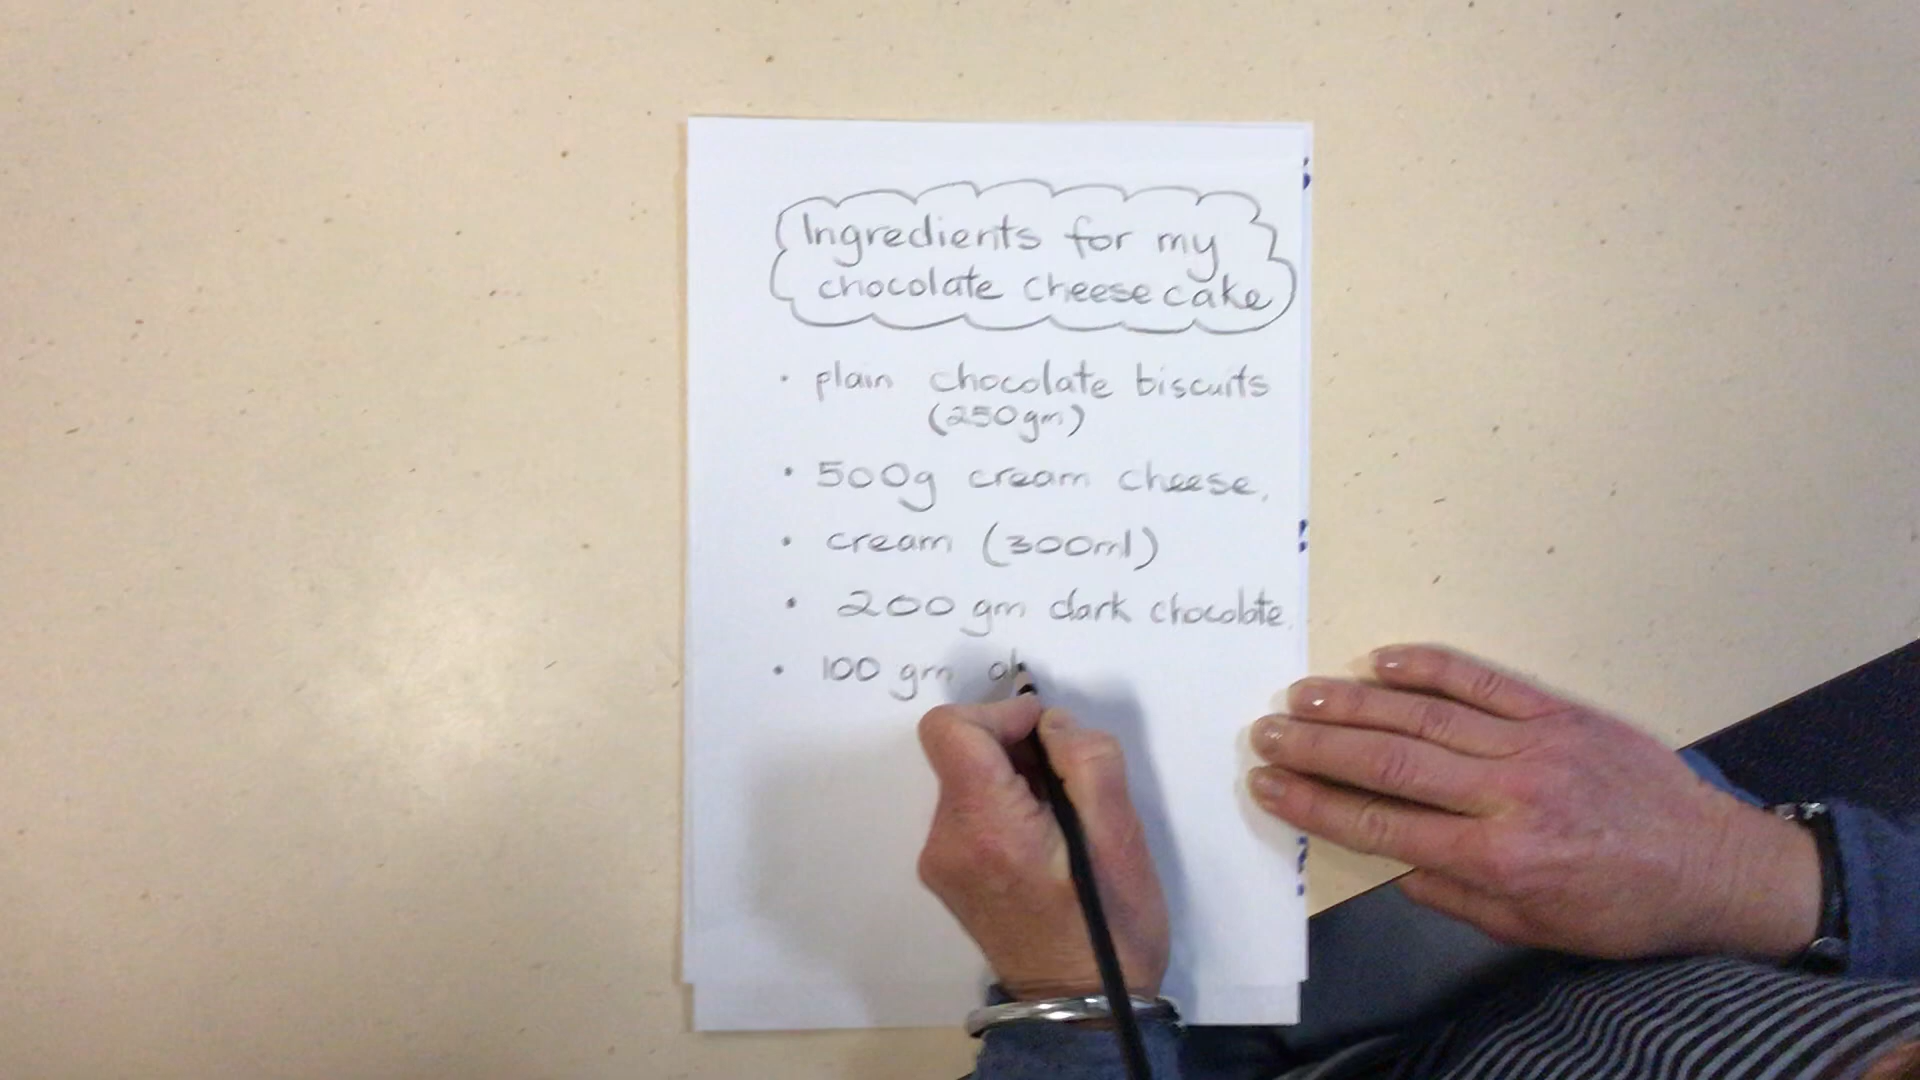 Ingredients for my
chocolate cheese cake
• plain chocolate biscuits
(250gm)
• 500g cream cheese,
• cream (300ml)
• 200 gm dark chocolate.
• 100 gm